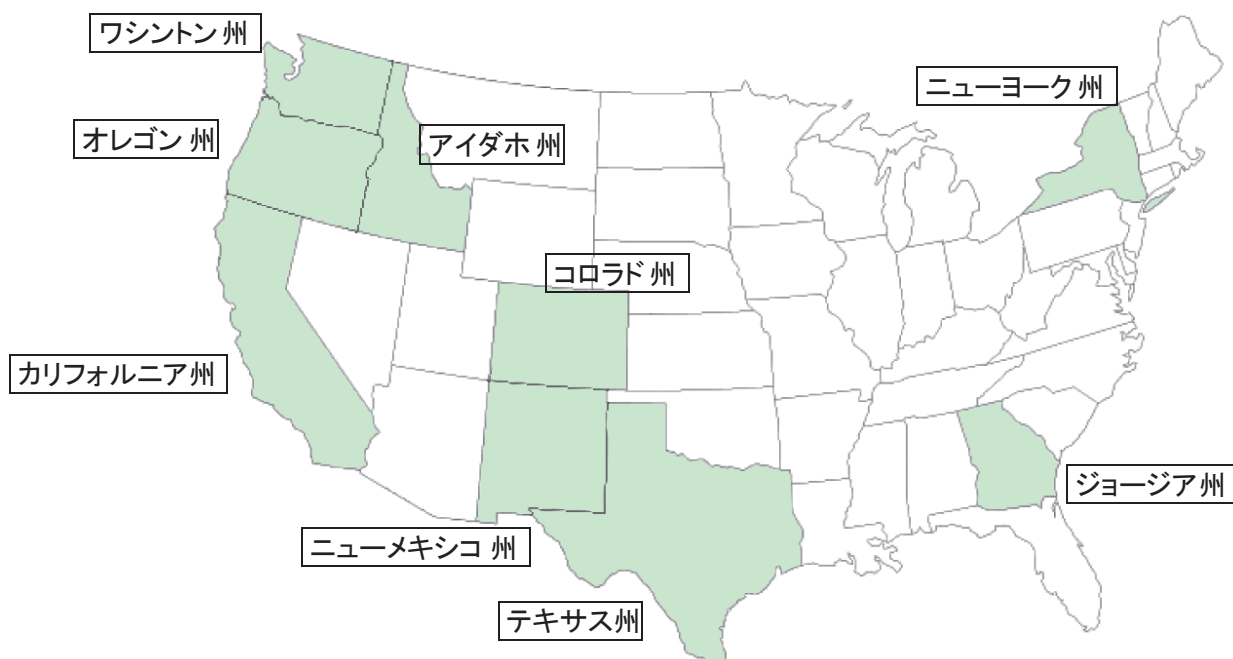 ワシントン 州
ニューヨーク 州
オレゴン 州
アイダホ 州
コロラド 州
カリフォルニア州
ジョージア 州
ニューメキシコ 州
テキサス州